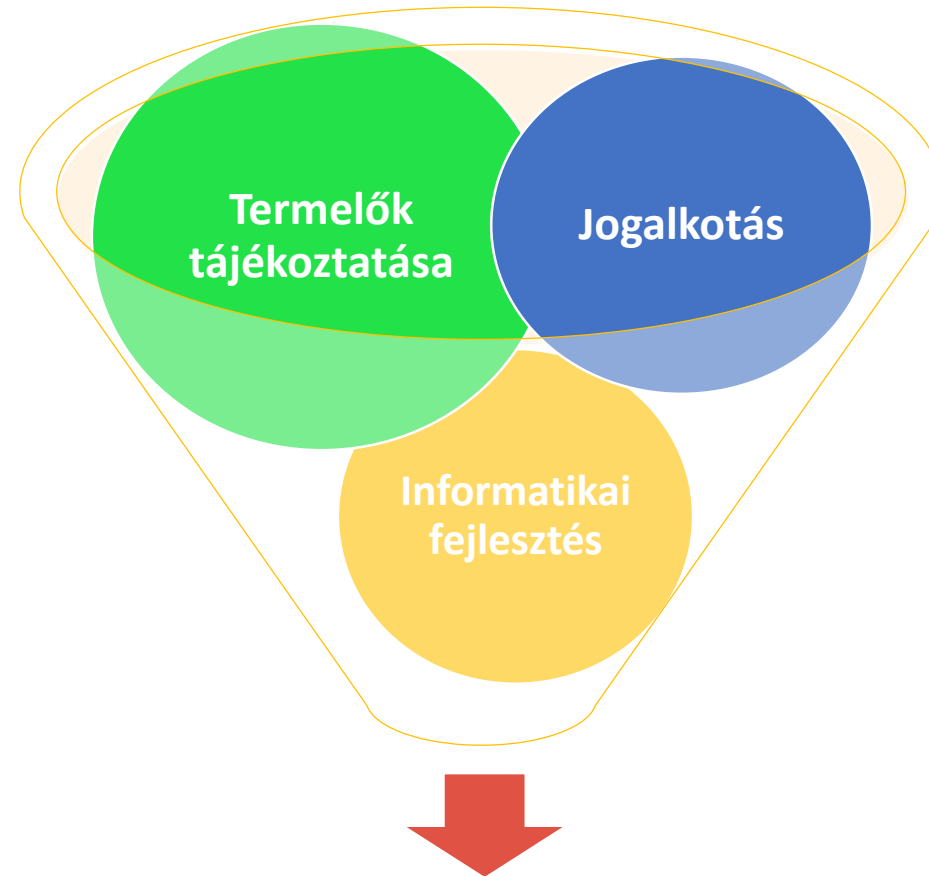 Termelők
tájékoztatása
Jogalkotás
Informatikai
fejlesztés